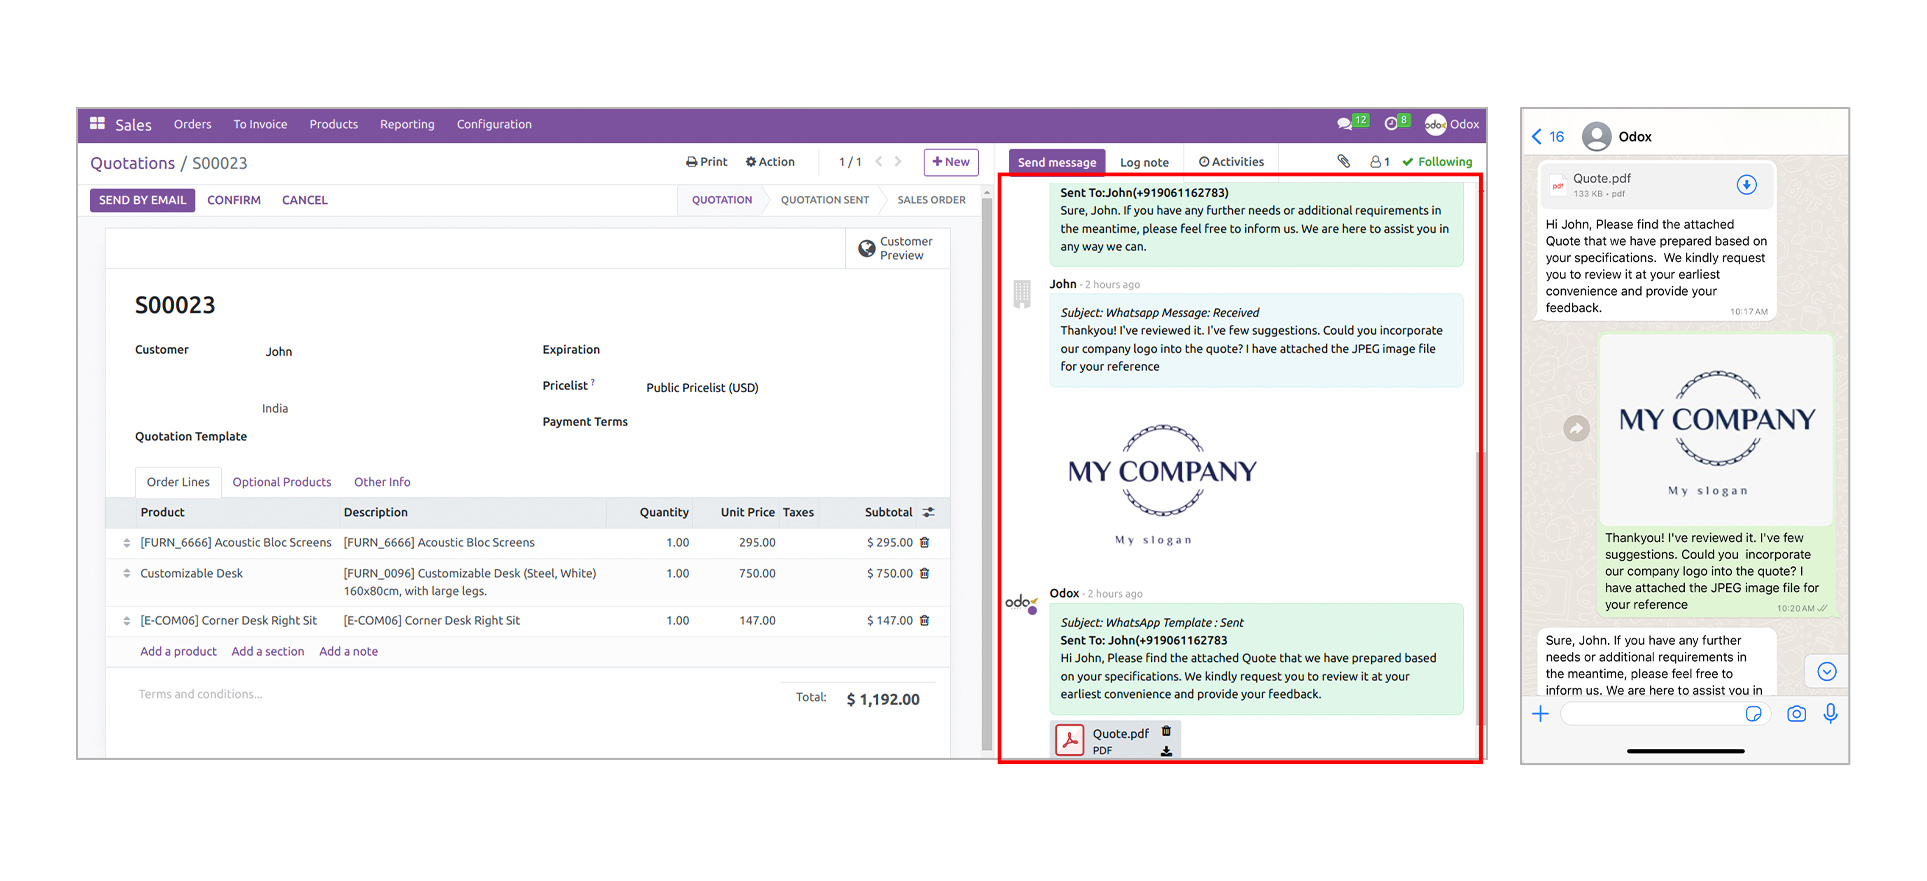 Sales Orders To Invoice Products Reporting Configuration 12 8 odox Odox
Quotations / S00023 Print Action 1 / 1 New
SEND BY EMAIL CONFIRM CANCEL QUOTATION QUOTATION SENT SALES ORDER
Customer
Preview
S00023
Customer John
India
Quotation Template
Expiration
Pricelist ? Public Pricelist (USD)
Payment Terms
Order Lines Optional Products Other Info
Product Description Quantity Unit Price Taxes Subtotal
[FURN_6666] Acoustic Bloc Screens [FURN_6666] Acoustic Bloc Screens 1.00 295.00 $ 295.00
Customizable Desk [FURN_0096] Customizable Desk (Steel, White) 1.00 750.00 $ 750.00
160x80cm, with large legs.
[E-COM06] Corner Desk Right Sit [E-COM06] Corner Desk Right Sit 1.00 147.00 $ 147.00
Add a product Add a section Add a note
Terms and conditions...
Total: $ 1,192.00
Send message Log note Activities 1 Following
Sent To:John(+919061162783)
Sure, John. If you have any further needs or additional requirements in
the meantime, please feel free to inform us. We are here to assist you in
any way we can.
John - 2 hours ago
Subject: Whatsapp Message: Received
Thankyou! I've reviewed it. I've few suggestions. Could you incorporate
our company logo into the quote? I have attached the JPEG image file
for your reference
MY COMPANY
My slogan
odox
Odox - 2 hours ago
Subject: WhatsApp Template : Sent
Sent To: John(+919061162783
Hi John, Please find the attached Quote that we have prepared based
on your specifications. We kindly request you to review it at your
earliest convenience and provide your feedback.
Quote.pdf
PDF
16 Odox
pdf
Quote.pdf
133 KB • pdf
Hi John, Please find the attached
Quote that we have prepared based on
your specifications.  We kindly request
you to review it at your earliest
convenience and provide your
feedback.
10:17 AM
MY COMPANY
My slogan
Thankyou! I've reviewed it. I've few
suggestions. Could you  incorporate
our company logo into the quote? I
have attached the JPEG image file for
your reference
10:20 AM
Sure, John. If you have any further
needs or additional requirements in
the meantime, please feel free to
inform us. We are here to assist you in